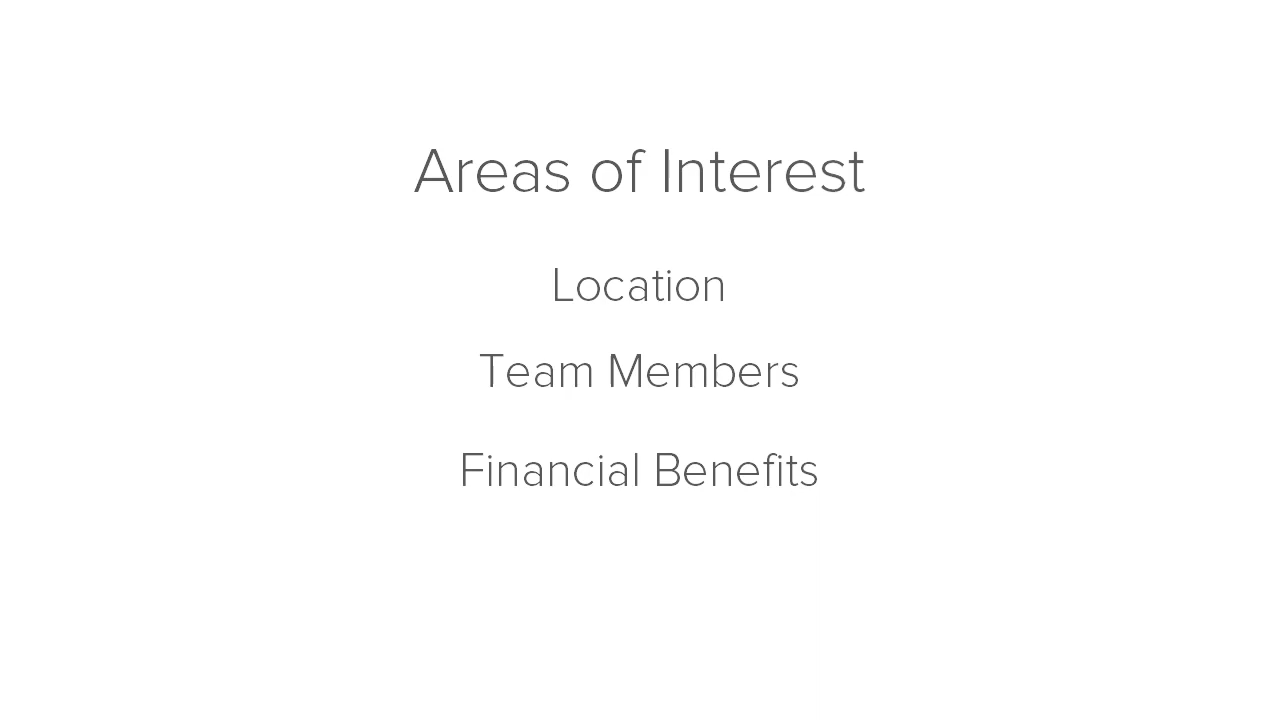 Areas of Interest
Location
Team Members
Financial Benefits